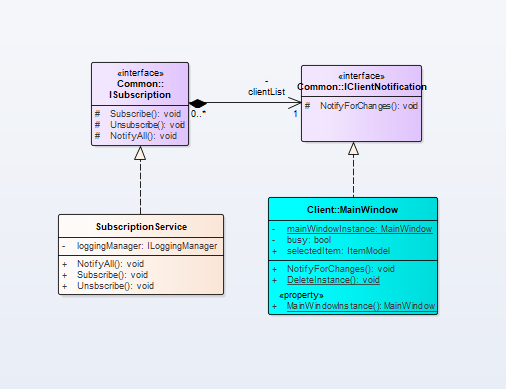 «interface»
Common::
ISubscription
# Subscribe(): void
# Unsubscribe(): void
# NotifyAll(): void
0..*
-
clientList
1
«interface»
Common::IClientNotification
# NotifyForChanges(): void
SubscriptionService
- loggingManager: ILoggingManager
+ NotifyAll(): void
+ Subscribe(): void
+ Unsbscribe(): void
Client::MainWindow
- mainWindowInstance: MainWindow
- busy: bool
+ selectedItem: ItemModel
+ NotifyForChanges(): void
+ DeleteInstance(): void
«property»
+ MainWindowInstance(): MainWindow